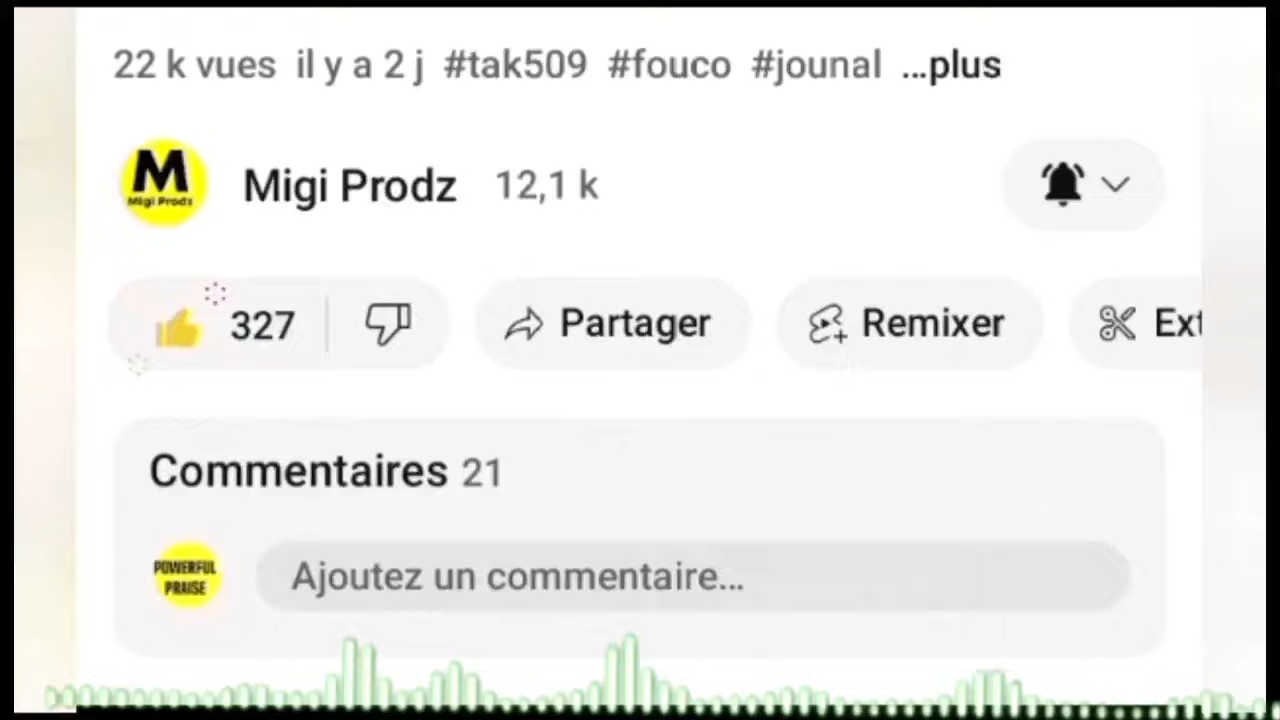 22 k vues il y a 2 j #tak509 #fouco #jounal ...plus
M
Migi Prodz
Migi Prodz 12,1 k
327 Partager Remixer Ext
Commentaires 21
POWERFUL
PRAISE
Ajoutez un commentaire...